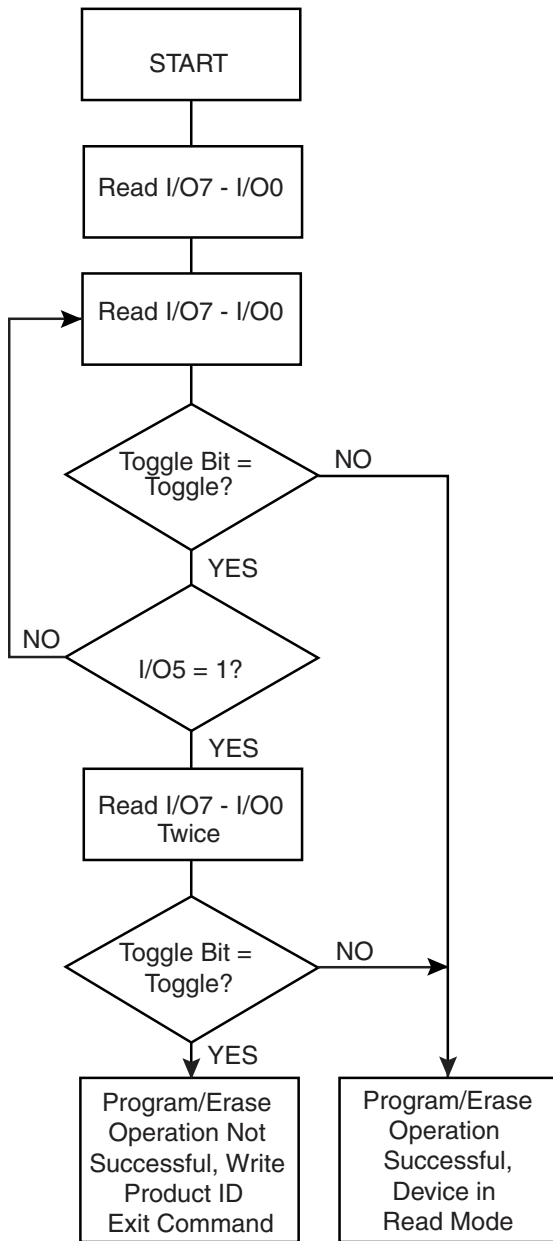 START
Read I/O7 - I/O0
Read I/O7 - I/O0
Toggle Bit =
Toggle?
NO
YES
NO
I/O5 = 1?
YES
Read I/O7 - I/O0
Twice
Toggle Bit =
Toggle?
NO
YES
Program/Erase
Operation Not
Successful, Write
Product ID
Exit Command
Program/Erase
Operation
Successful,
Device in
Read Mode